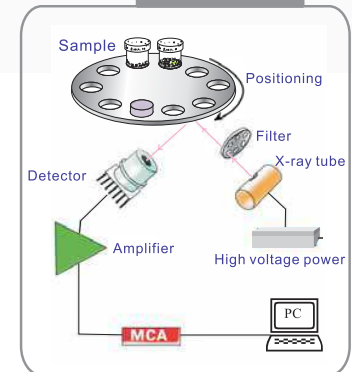 Sample
Positioning
Filter
X-ray tube
Detector
Amplifier
High voltage power
PC
MCA